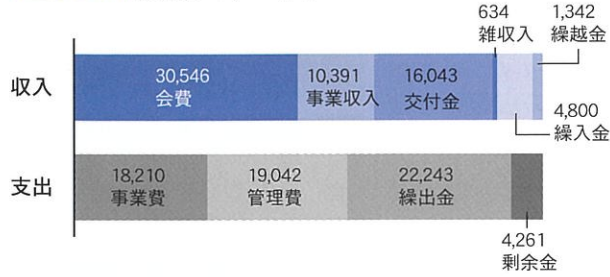 634
雑収入
1,342
繰越金
収入
30,546
会費
10,391
事業収入
16,043
交付金
4,800
繰入金
支出
18,210
事業費
19,042
管理費
22,243
繰出金
4,261
剰余金